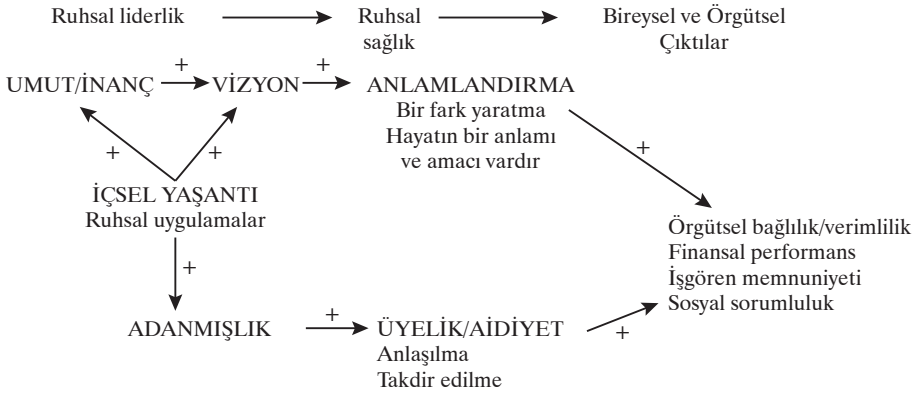 Ruhsal liderlik
Ruhsal
sağlık
Bireysel ve Örgütsel
Çıktılar
UMUT/İNANÇ
+
VİZYON
+
ANLAMLANDIRMA
Bir fark yaratma
Hayatın bir anlamı
ve amacı vardır
+
+
+
İÇSEL YAŞANTI
Ruhsal uygulamalar
+
Örgütsel bağlılık/verimlilik
Finansal performans
İşgören memnuniyeti
Sosyal sorumluluk
ADANMIŞLIK
+
ÜYELİK/AİDİYET
Anlaşılma
Takdir edilme
+